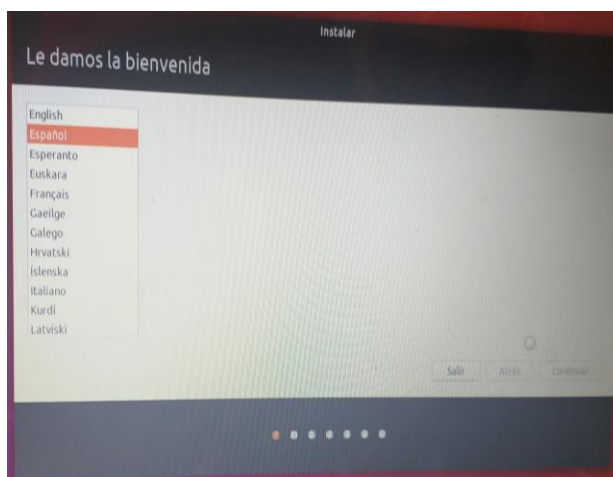 Instalar
Le damos la bienvenida
English
Español
Esperanto
Euskara
Français
Gaeilge
Galego
Hrvatski
Íslenska
Italiano
Kurdî
Latviski
Salir
Atrás
Continuar